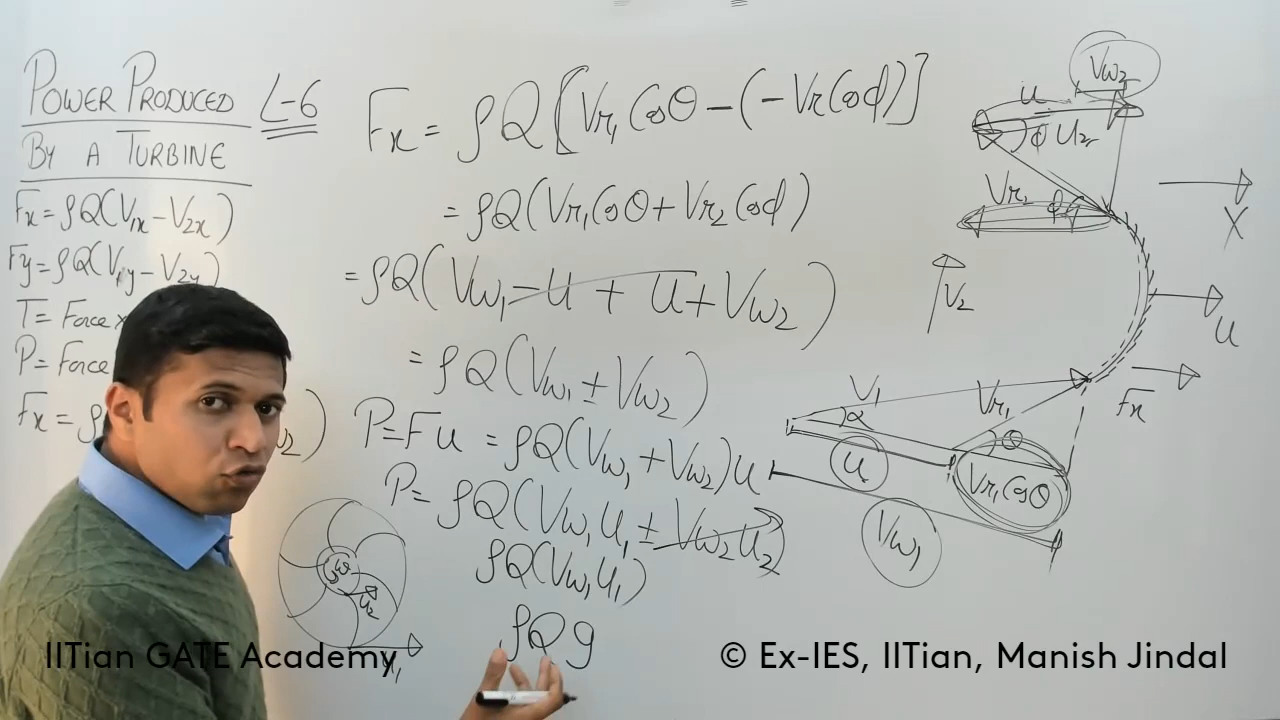 POWER PRODUCED L-6
BY A TURBINE
Fx = ρQ(V1x - V2x)
Fy = ρQ(V1y - V2y)
T = Force x
P = Force
Fx = ρ
)
Fx = ρQ[Vr1 Cosθ - (-Vr Cosϕ)]
= ρQ(Vr1 Cosθ + Vr2 Cosϕ)
= ρQ(Vw1 - u + u + Vw2)
= ρQ(Vw1 ± Vw2)
P = Fu = ρQ(Vw1 + Vw2)u
P = ρQ(Vw1 u1 ± Vw2 u2)
ρQ(Vw1 u1)
ρQg
Vw2
u
ϕ
Vr2
ϕ
X
V2
u
Fx
V1
α
Vr1
θ
u
Vr1 Cosθ
Vw1
ω
u2
u1
IITian GATE Academy
© Ex-IES, IITian, Manish Jindal